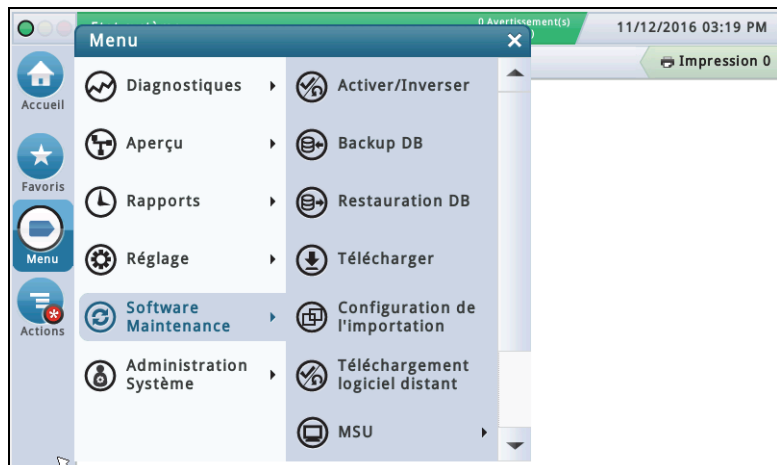 0 Avertissement(s)
11/12/2016 03:19 PM
Menu
Impression 0
Accueil
Favoris
Menu
Actions
Diagnostiques
Aperçu
Rapports
Réglage
Software
Maintenance
Administration
Système
Activer/Inverser
Backup DB
Restauration DB
Télécharger
Configuration de
l'importation
Téléchargement
logiciel distant
MSU